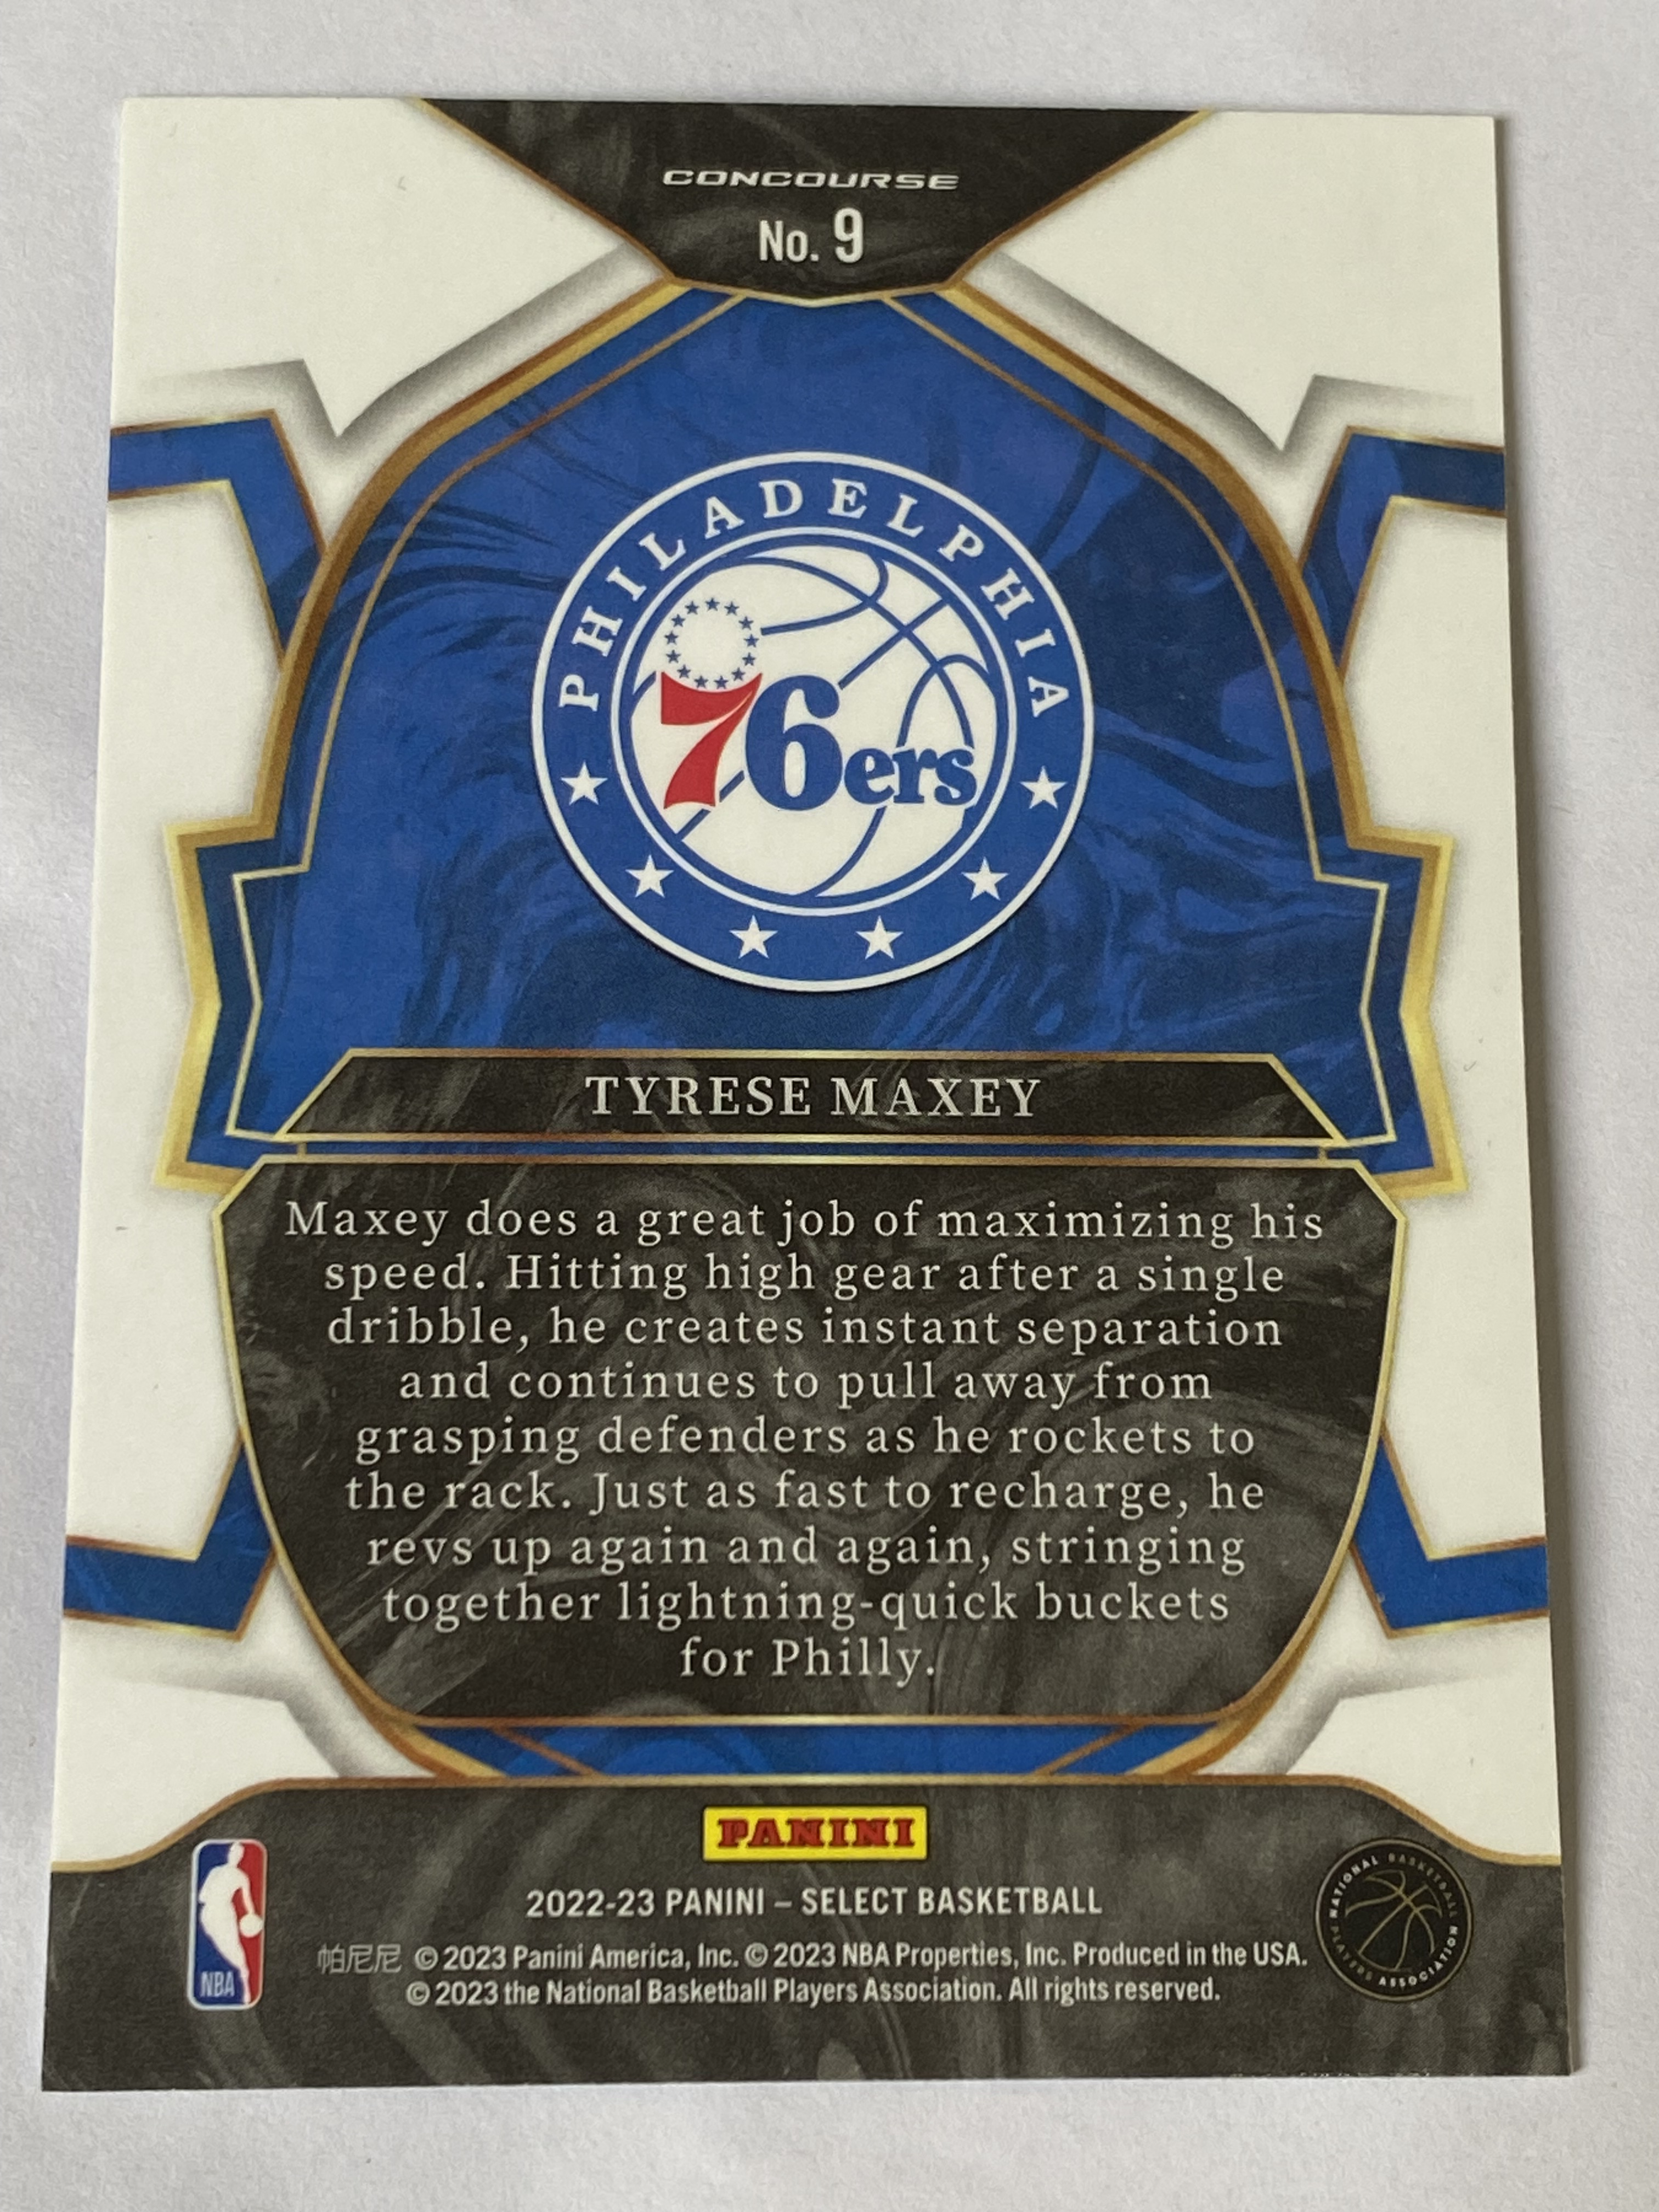 CONCOURSE
No. 9
PHILADELPHIA
76ers
TYRESE MAXEY
Maxey does a great job of maximizing his
speed. Hitting high gear after a single
dribble, he creates instant separation
and continues to pull away from
grasping defenders as he rockets to
the rack. Just as fast to recharge, he
revs up again and again, stringing
together lightning-quick buckets
for Philly.
PANINI
2022-23 PANINI – SELECT BASKETBALL
帕尼尼 © 2023 Panini America, Inc. © 2023 NBA Properties, Inc. Produced in the USA.
© 2023 the National Basketball Players Association. All rights reserved.
NBA
NATIONAL BASKETBALL PLAYERS ASSOCIATION